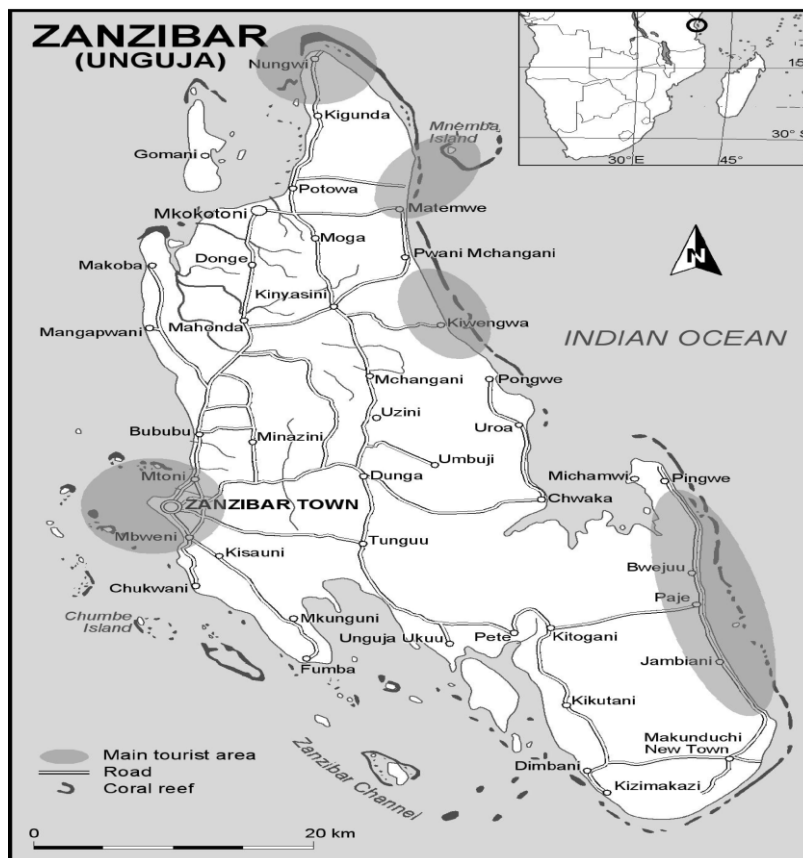 ZANZIBAR
(UNGUJA)
15°
30° S
30°E
45°
Nungwi
Kigunda
Mnemba
Island
Gomani
Potowa
Mkokotoni
Matemwe
Moga
Donge
Pwani Mchangani
Makoba
Kinyasini
N
Mangapwani
Mahonda
Kiwengwa
INDIAN OCEAN
Mchangani
Pongwe
Uzini
Bububu
Minazini
Uroa
Umbuji
Mtoni
Dunga
Michamwi
Pingwe
ZANZIBAR TOWN
Chwaka
Mbweni
Tunguu
Kisauni
Bwejuu
Chukwani
Paje
Chumbe
Island
Mkunguni
Unguja Ukuu
Pete
Kitogani
Fumba
Jambiani
Kikutani
Zanzibar Channel
Makunduchi
New Town
Dimbani
Kizimakazi
Main tourist area
Road
Coral reef
0
20 km